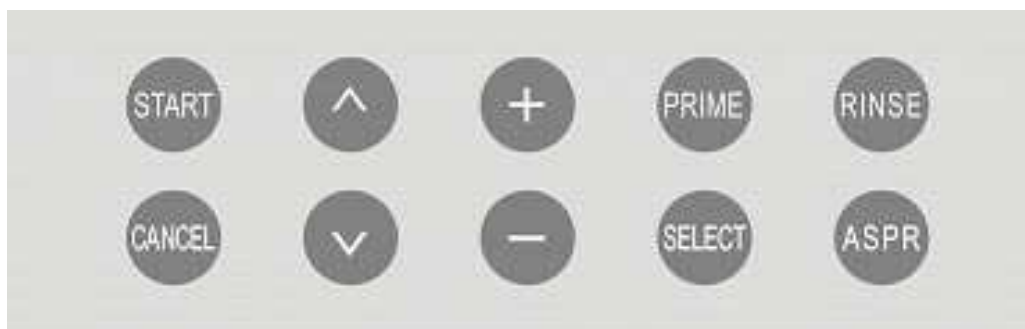 START ^ + PRIME RINSE
CANCEL v - SELECT ASPR